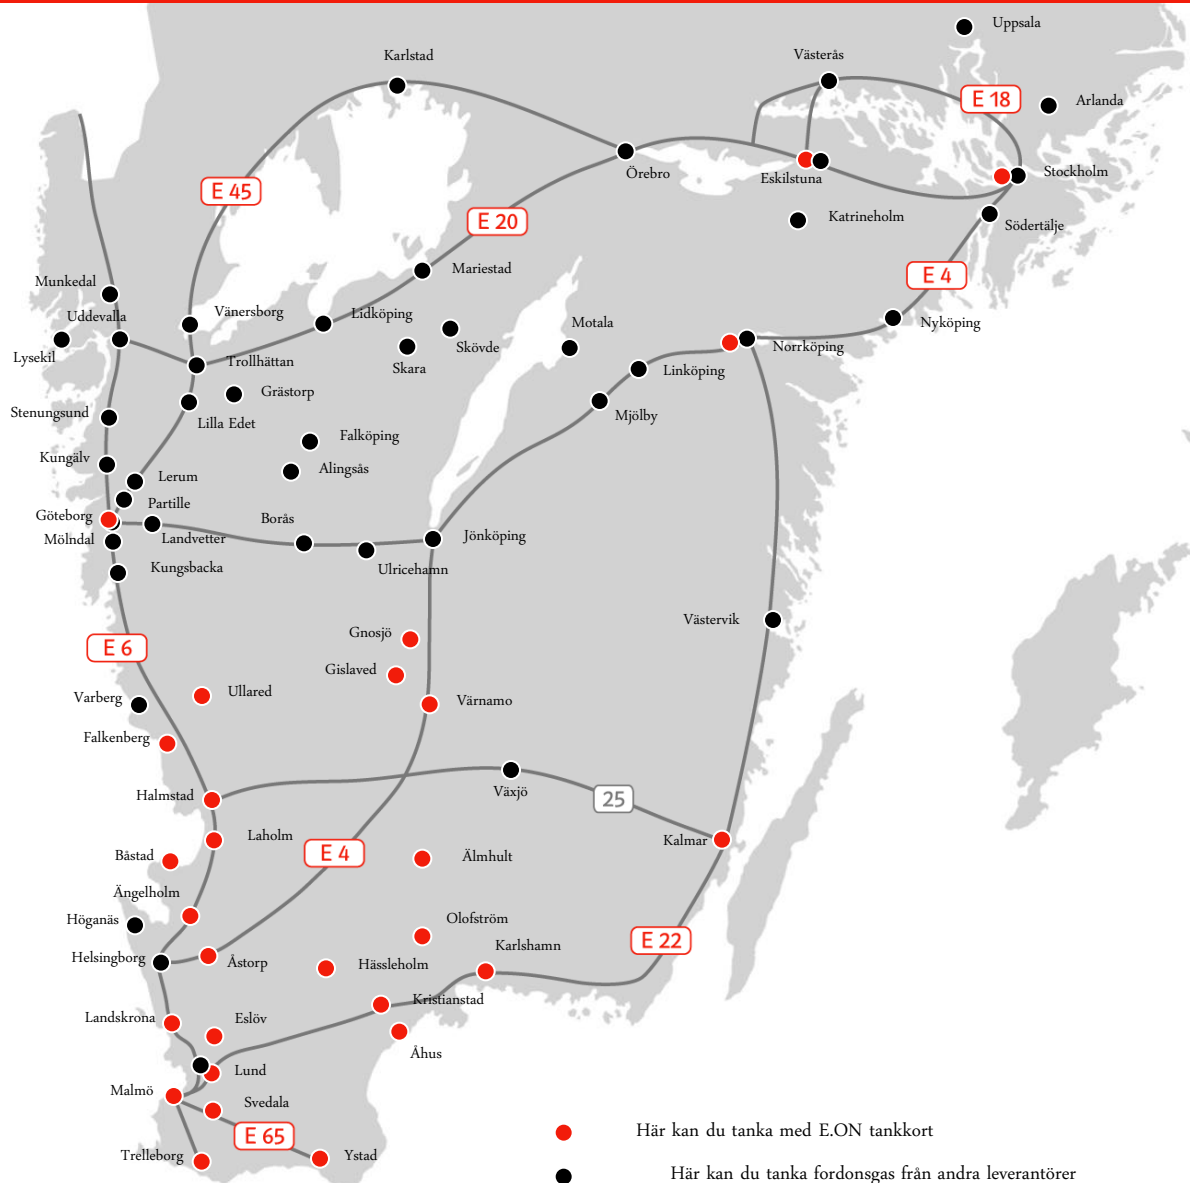 Uppsala
Karlstad
Västerås
E 18
Arlanda
Örebro
Eskilstuna
Stockholm
E 45
E 20
Katrineholm
Södertälje
Mariestad
E 4
Munkedal
Vänersborg
Lidköping
Uddevalla
Motala
Nyköping
Lysekil
Skövde
Norrköping
Trollhättan
Skara
Linköping
Grästorp
Stenungsund
Lilla Edet
Mjölby
Falköping
Kungälv
Alingsås
Lerum
Partille
Göteborg
Borås
Mölndal
Landvetter
Jönköping
Kungsbacka
Ulricehamn
Västervik
Gnosjö
E 6
Gislaved
Ullared
Varberg
Värnamo
Falkenberg
Halmstad
Växjö
25
Laholm
Kalmar
Båstad
E 4
Älmhult
Ängelholm
Höganäs
Olofström
E 22
Karlshamn
Helsingborg
Åstorp
Hässleholm
Kristianstad
Landskrona
Eslöv
Åhus
Lund
Malmö
Svedala
E 65
Här kan du tanka med E.ON tankkort
Trelleborg
Ystad
Här kan du tanka fordonsgas från andra leverantörer